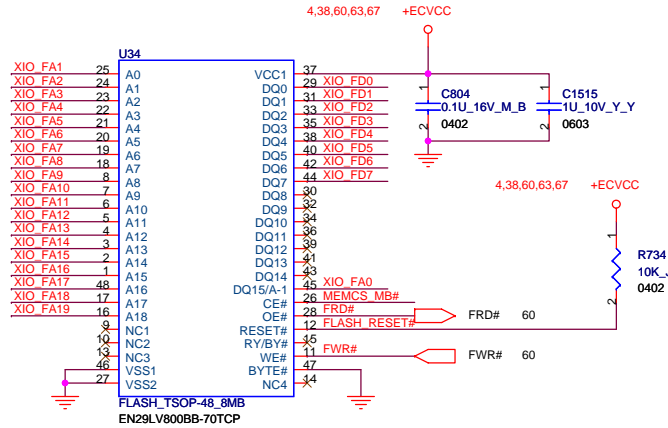 4,38,60,63,67 +ECVCC
U34
XIO_FA1 25 A0 VCC1 37
XIO_FA2 24 A1 DQ0 29 XIO_FD0
XIO_FA3 23 A2 DQ1 31 XIO_FD1
XIO_FA4 22 A3 DQ2 33 XIO_FD2
XIO_FA5 21 A4 DQ3 35 XIO_FD3
XIO_FA6 20 A5 DQ4 38 XIO_FD4
XIO_FA7 19 A6 DQ5 40 XIO_FD5
XIO_FA8 18 A7 DQ6 42 XIO_FD6
XIO_FA9 8 A8 DQ7 44 XIO_FD7
XIO_FA10 7 A9 DQ8 30
XIO_FA11 6 A10 DQ9 32
XIO_FA12 5 A11 DQ10 34
XIO_FA13 4 A12 DQ11 36
XIO_FA14 3 A13 DQ12 39
XIO_FA15 2 A14 DQ13 41
XIO_FA16 1 A15 DQ14 43
XIO_FA17 48 A16 DQ15/A-1 45 XIO_FA0
XIO_FA18 17 A17 CE# 26 MEMCS_MB#
XIO_FA19 16 A18 OE# 28 FRD# FRD# 60
9 NC1 RESET# 12 FLASH_RESET#
10 NC2 RY/BY# 15
13 NC3 WE# 11 FWR# FWR# 60
46 VSS1 BYTE# 47
27 VSS2 NC4 14
FLASH_TSOP-48_8MB
EN29LV800BB-70TCP
1 C804
0.1U_16V_M_B
2 0402
1 C1515
1U_10V_Y_Y
2 0603
4,38,60,63,67 +ECVCC
1
R734
10K_J
0402
2